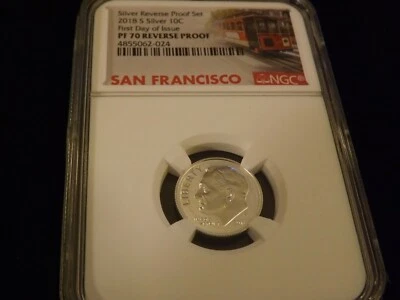 Silver Reverse Proof Set
2018 S Silver 10C
First Day of Issue
PF 70 REVERSE PROOF
4855062-024
SAN FRANCISCO
NGC®
LIBERTY